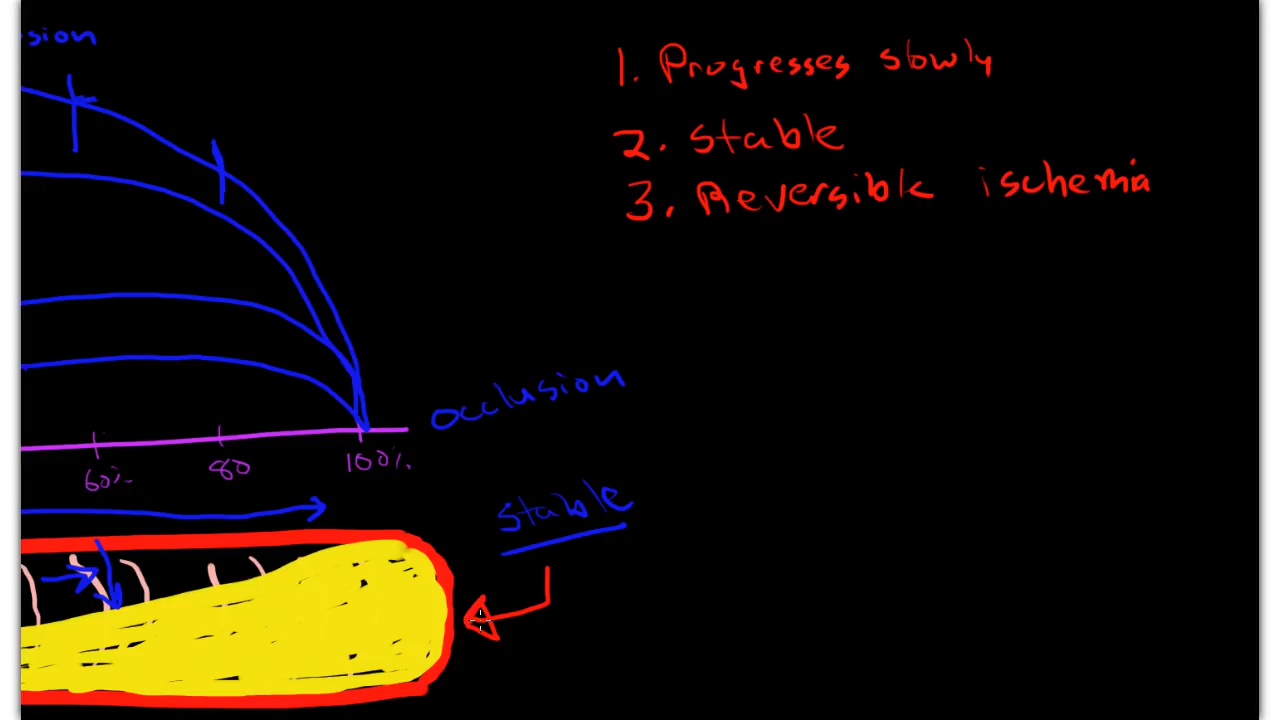 sion
1. Progresses slowly
2. Stable
3. Reversible ischemia
occlusion
60% 80 100%
Stable